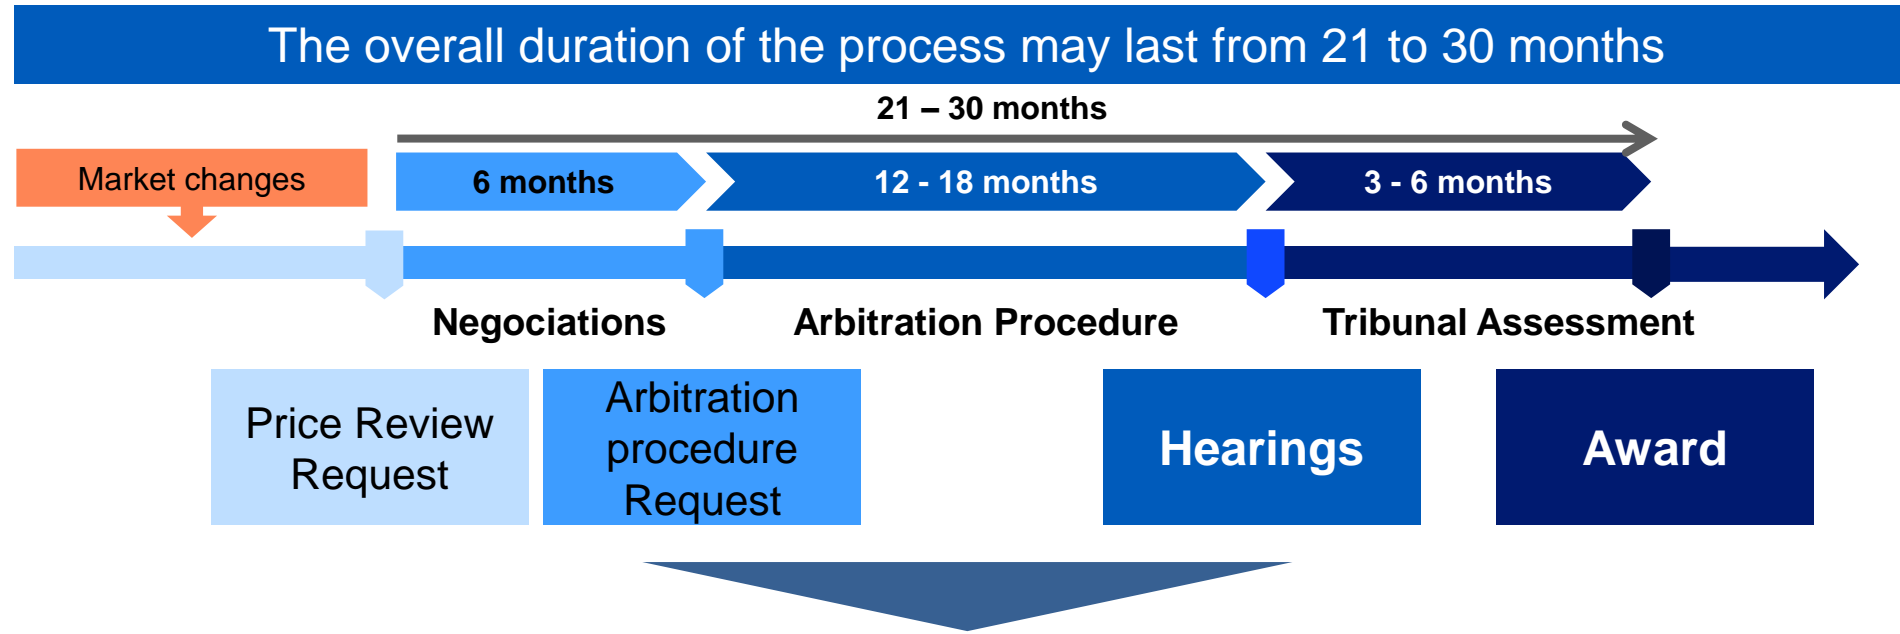 The overall duration of the process may last from 21 to 30 months
21 – 30 months
Market changes
6 months
12 - 18 months
3 - 6 months
Negociations
Arbitration Procedure
Tribunal Assessment
Price Review
Request
Arbitration
procedure
Request
Hearings
Award